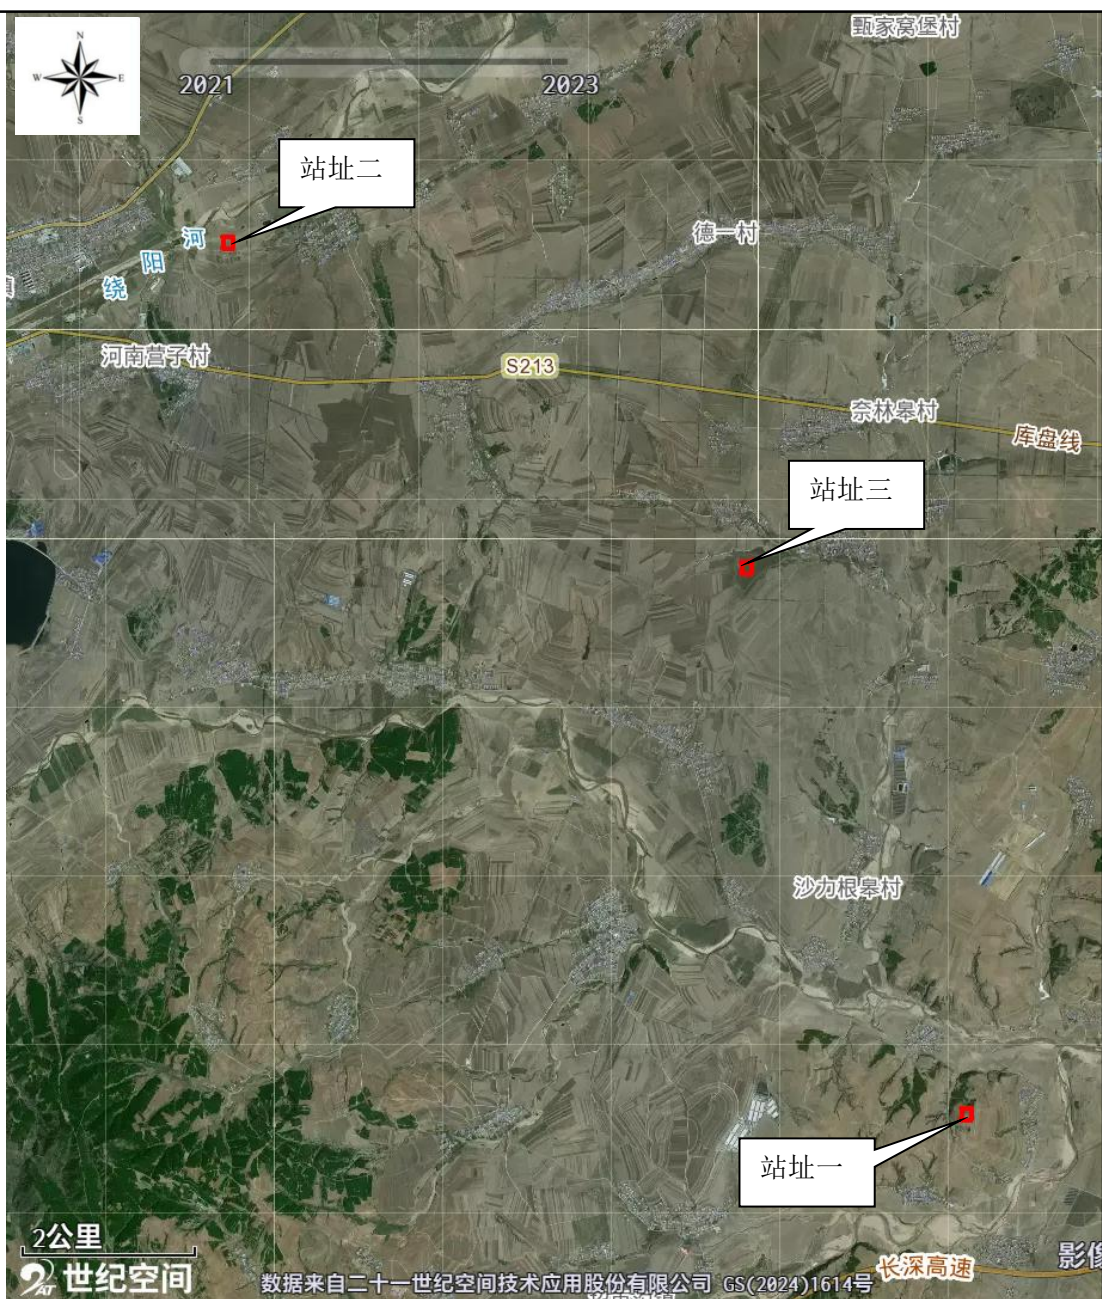 N
W E
S
甄家窝堡村
2021 2023
站址二
德一村
河
阳
绕
镇
河南营子村
S213
奈林皋村
库盘线
站址三
沙力根皋村
站址一
2公里
长深高速
影像
21AT 世纪空间
数据来自二十一世纪空间技术应用股份有限公司 GS(2024)1614号